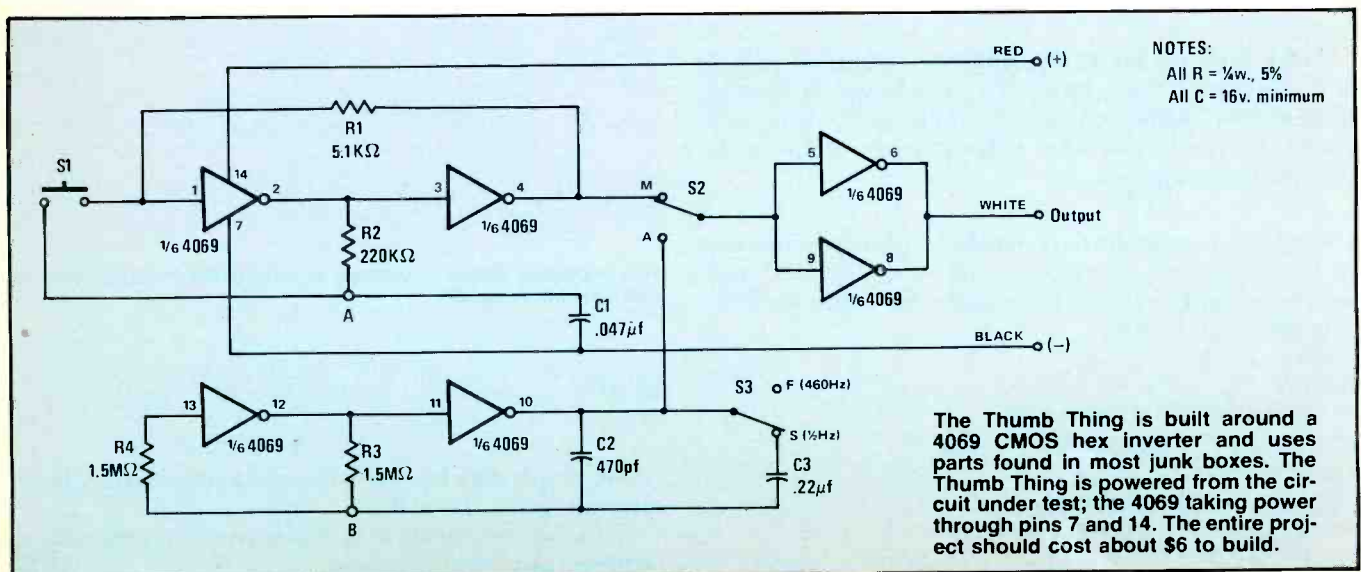 RED
(+)
NOTES:
All R = ¼w., 5%
All C = 16v. minimum
R1
5.1KΩ
S1
1
14
2
7
1/6 4069
3
4
1/6 4069
R2
220KΩ
A
C1
.047µf
M
S2
A
5
6
1/6 4069
9
8
1/6 4069
WHITE
Output
BLACK
(−)
13
12
1/6 4069
R4
1.5MΩ
R3
1.5MΩ
B
11
10
1/6 4069
C2
470pf
S3
F (460Hz)
S (½Hz)
C3
.22µf
The Thumb Thing is built around a
4069 CMOS hex inverter and uses
parts found in most junk boxes. The
Thumb Thing is powered from the cir-
cuit under test; the 4069 taking power
through pins 7 and 14. The entire proj-
ect should cost about $6 to build.